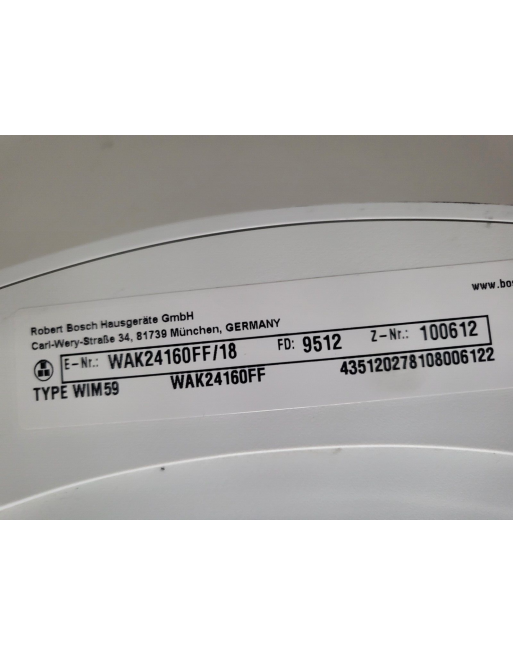 Robert Bosch Hausgeräte GmbH
Carl-Wery-Straße 34, 81739 München, GERMANY
www.bos
E-Nr.: WAK24160FF/18 FD: 9512 Z-Nr.: 100612
TYPE WIM59 WAK24160FF 435120278108006122